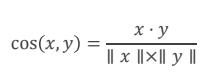 cos(x, y) = x · y / ‖ x ‖×‖ y ‖